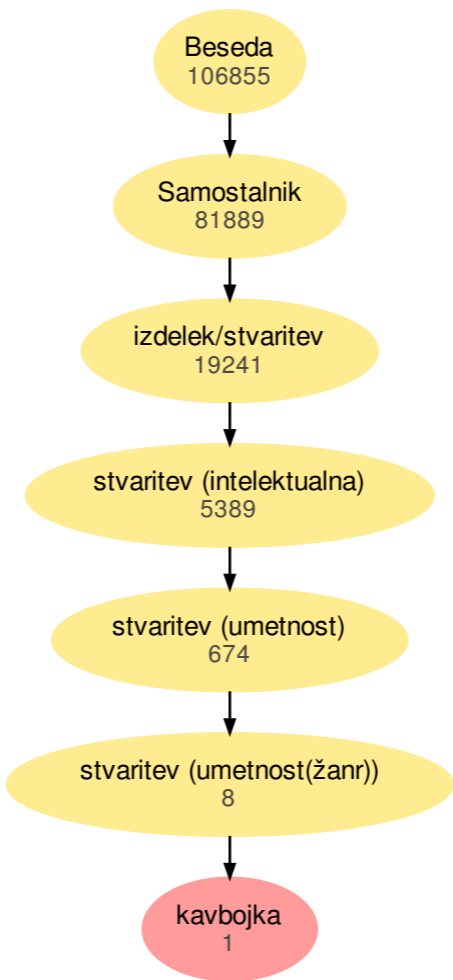 Beseda
106855
Samostalnik
81889
izdelek/stvaritev
19241
stvaritev (intelektualna)
5389
stvaritev (umetnost)
674
stvaritev (umetnost(žanr))
8
kavbojka
1